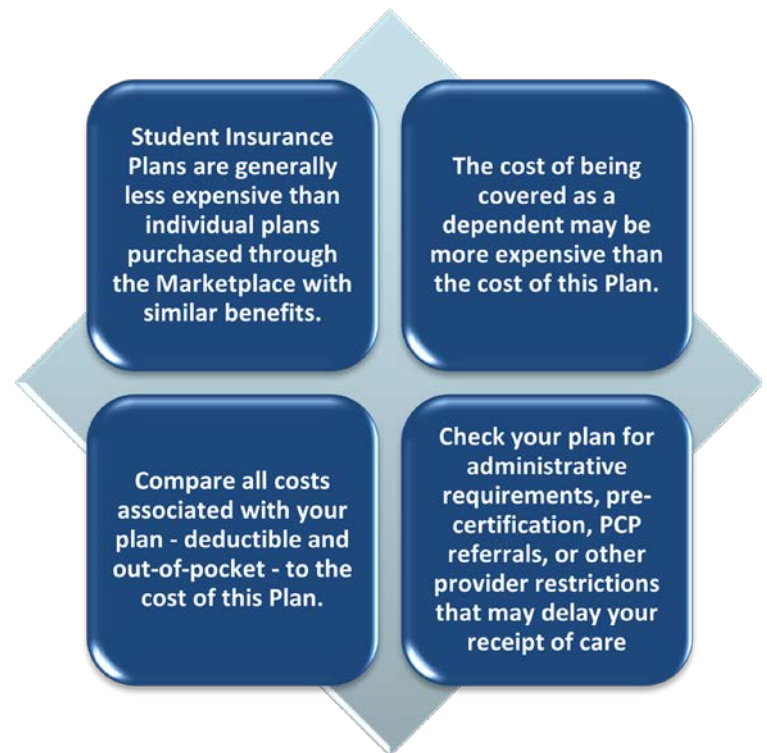 Student Insurance
Plans are generally
less expensive than
individual plans
purchased through
the Marketplace with
similar benefits.
The cost of being
covered as a
dependent may be
more expensive than
the cost of this Plan.
Compare all costs
associated with your
plan - deductible and
out-of-pocket - to the
cost of this Plan.
Check your plan for
administrative
requirements, pre-
certification, PCP
referrals, or other
provider restrictions
that may delay your
receipt of care